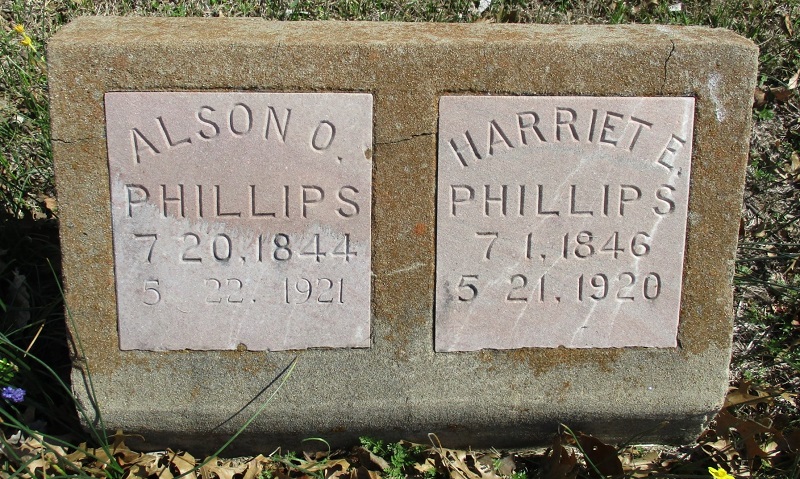 ALSON O.
PHILLIPS
7 20, 1844
5 22. 1921
HARRIET E.
PHILLIPS
7 1, 1846
5 21, 1920